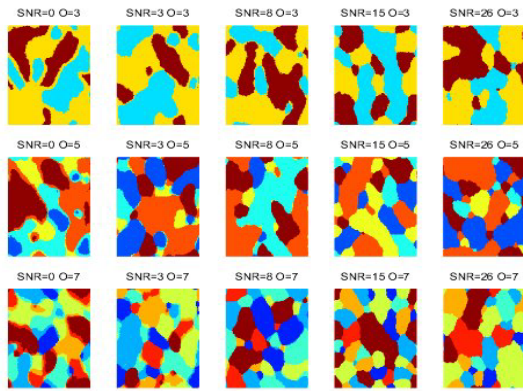 SNR=0 O=3 SNR=3 O=3 SNR=8 O=3 SNR=15 O=3 SNR=26 O=3
SNR=0 O=5 SNR=3 O=5 SNR=8 O=5 SNR=15 O=5 SNR=26 O=5
SNR=0 O=7 SNR=3 O=7 SNR=8 O=7 SNR=15 O=7 SNR=26 O=7